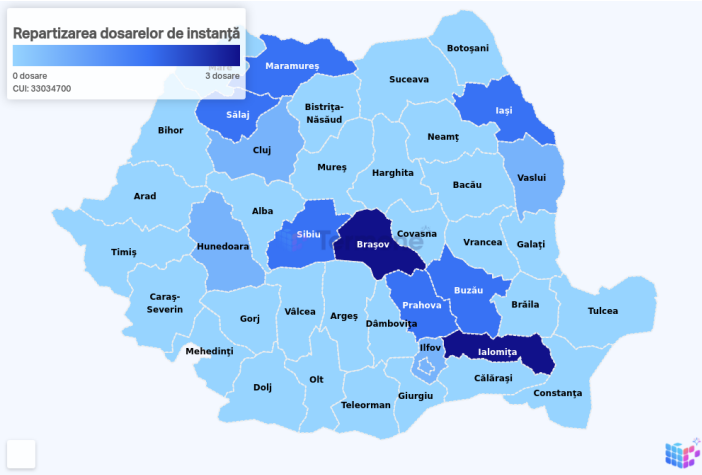 Repartizarea dosarelor de instanță
0 dosare
3 dosare
CUI: 33034700
Botoșani
Maramureș
Suceava
Iași
Sălaj
Bistrița-
Năsăud
Bihor
Neamț
Cluj
Mureș
Harghita
Vaslui
Bacău
Arad
Alba
Sibiu
Covasna
Hunedoara
Brașov
Vrancea
Galați
Timiș
Buzău
Caraș-
Severin
Prahova
Brăila
Tulcea
Vâlcea
Argeș
Gorj
Dâmbovița
Ilfov
Mehedinți
Ialomița
Călărași
Olt
Dolj
Constanța
Giurgiu
Teleorman